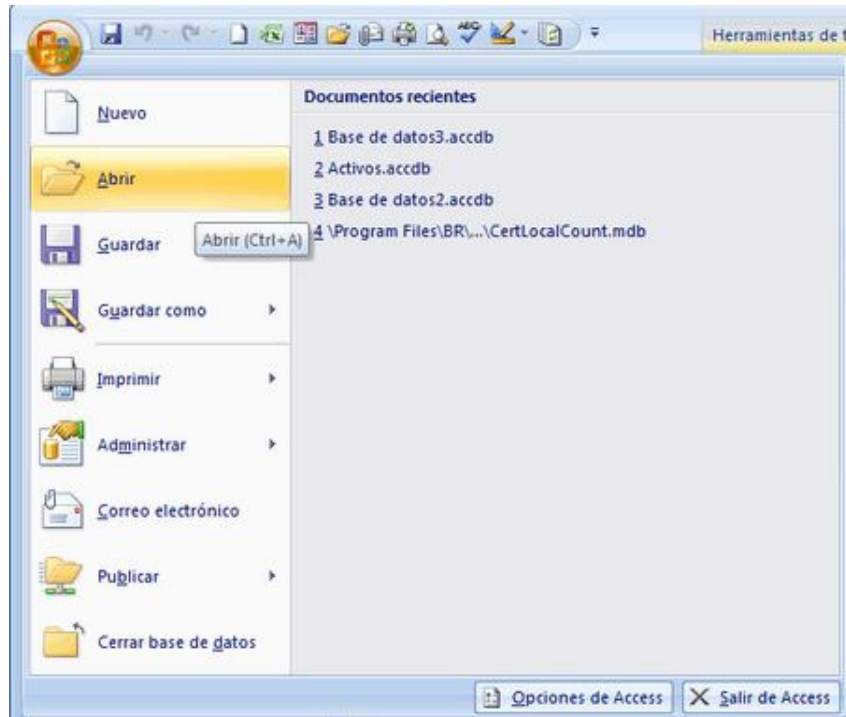 Herramientas de t
Nuevo
Abrir
Guardar
Abrir (Ctrl+A)
Guardar como
Imprimir
Administrar
Correo electrónico
Publicar
Cerrar base de datos
Documentos recientes
1 Base de datos3.accdb
2 Activos.accdb
3 Base de datos2.accdb
4 \Program Files\BR\...\CertLocalCount.mdb
Opciones de Access
Salir de Access